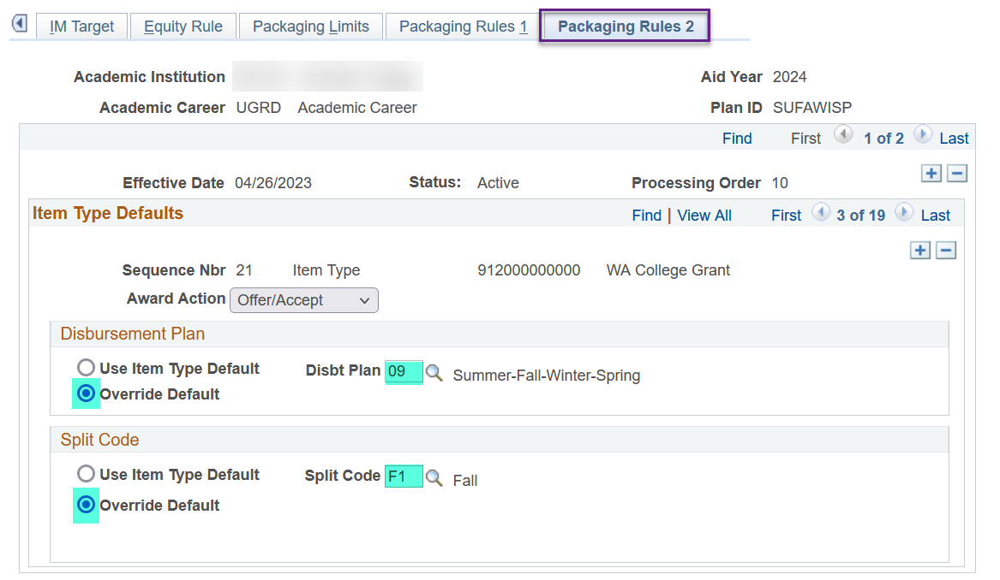 IM Target Equity Rule Packaging Limits Packaging Rules 1 Packaging Rules 2
Academic Institution Aid Year 2024
Academic Career UGRD Academic Career Plan ID SUFAWISP
Find First 1 of 2 Last
Effective Date 04/26/2023 Status: Active Processing Order 10
Item Type Defaults Find | View All First 3 of 19 Last
Sequence Nbr 21 Item Type 912000000000 WA College Grant
Award Action Offer/Accept
Disbursement Plan
Use Item Type Default Disbt Plan 09 Summer-Fall-Winter-Spring
Override Default
Split Code
Use Item Type Default Split Code F1 Fall
Override Default